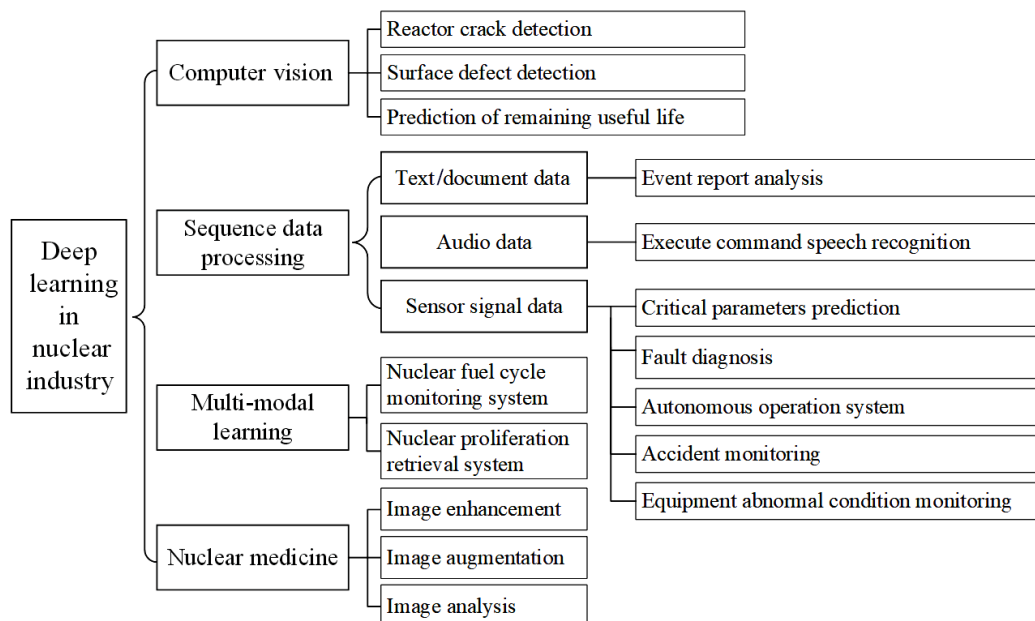 Deep
learning
in
nuclear
industry
Computer vision
Reactor crack detection
Surface defect detection
Prediction of remaining useful life
Sequence data
processing
Text/document data
Event report analysis
Audio data
Execute command speech recognition
Sensor signal data
Critical parameters prediction
Fault diagnosis
Autonomous operation system
Accident monitoring
Equipment abnormal condition monitoring
Multi-modal
learning
Nuclear fuel cycle
monitoring system
Nuclear proliferation
retrieval system
Nuclear medicine
Image enhancement
Image augmentation
Image analysis